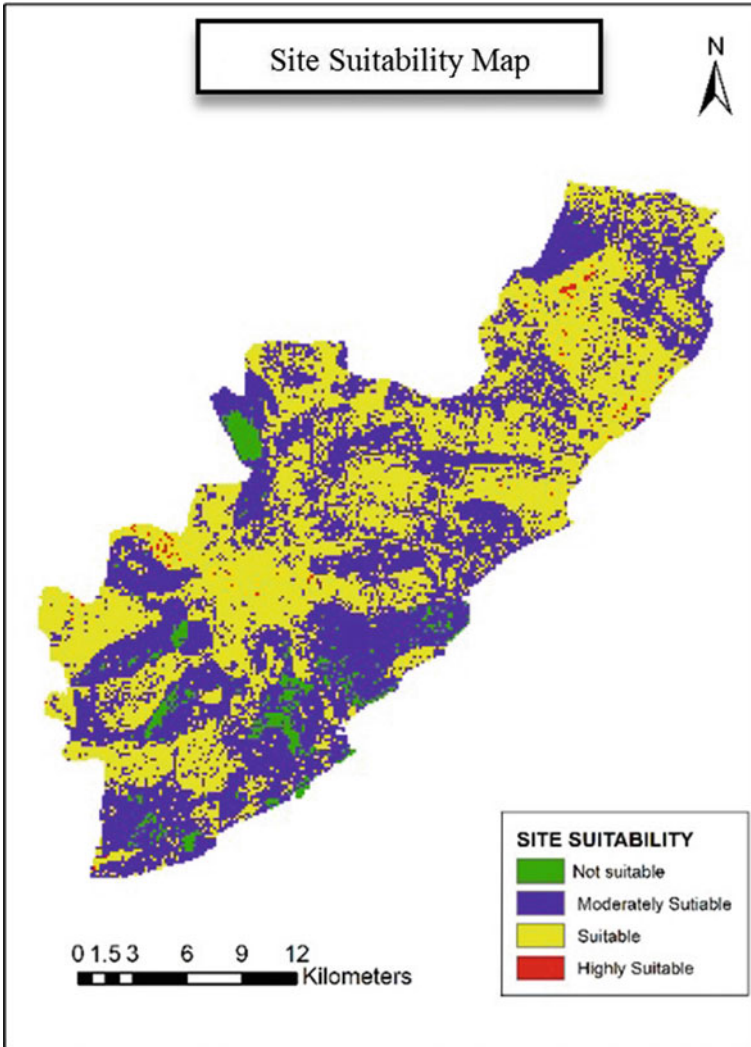 Site Suitability Map
N
SITE SUITABILITY
Not suitable
Moderately Sutiable
Suitable
Highly Suitable
0 1.5 3 6 9 12
Kilometers